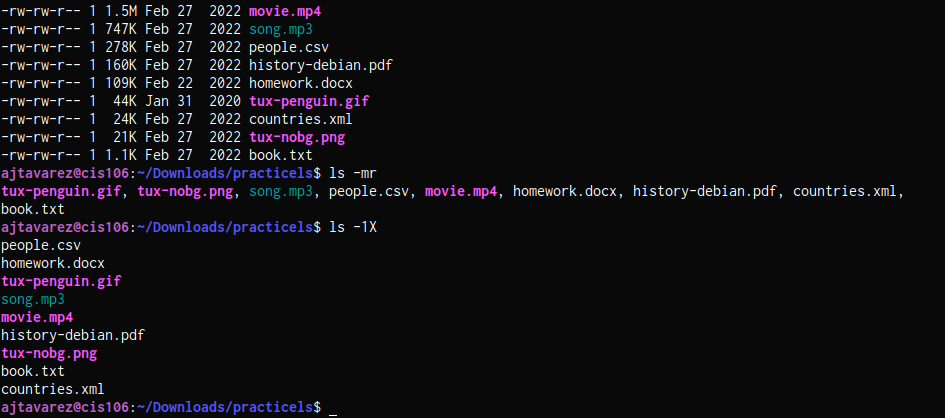 -rw-rw-r-- 1 1.5M Feb 27  2022 movie.mp4
-rw-rw-r-- 1 747K Feb 27  2022 song.mp3
-rw-rw-r-- 1 278K Feb 27  2022 people.csv
-rw-rw-r-- 1 160K Feb 27  2022 history-debian.pdf
-rw-rw-r-- 1 109K Feb 22  2022 homework.docx
-rw-rw-r-- 1  44K Jan 31  2020 tux-penguin.gif
-rw-rw-r-- 1  24K Feb 27  2022 countries.xml
-rw-rw-r-- 1  21K Feb 27  2022 tux-nobg.png
-rw-rw-r-- 1 1.1K Feb 27  2022 book.txt
ajtavarez@cis106:~/Downloads/practicels$ ls -mr
tux-penguin.gif, tux-nobg.png, song.mp3, people.csv, movie.mp4, homework.docx, history-debian.pdf, countries.xml,
book.txt
ajtavarez@cis106:~/Downloads/practicels$ ls -1X
people.csv
homework.docx
tux-penguin.gif
song.mp3
movie.mp4
history-debian.pdf
tux-nobg.png
book.txt
countries.xml
ajtavarez@cis106:~/Downloads/practicels$ _